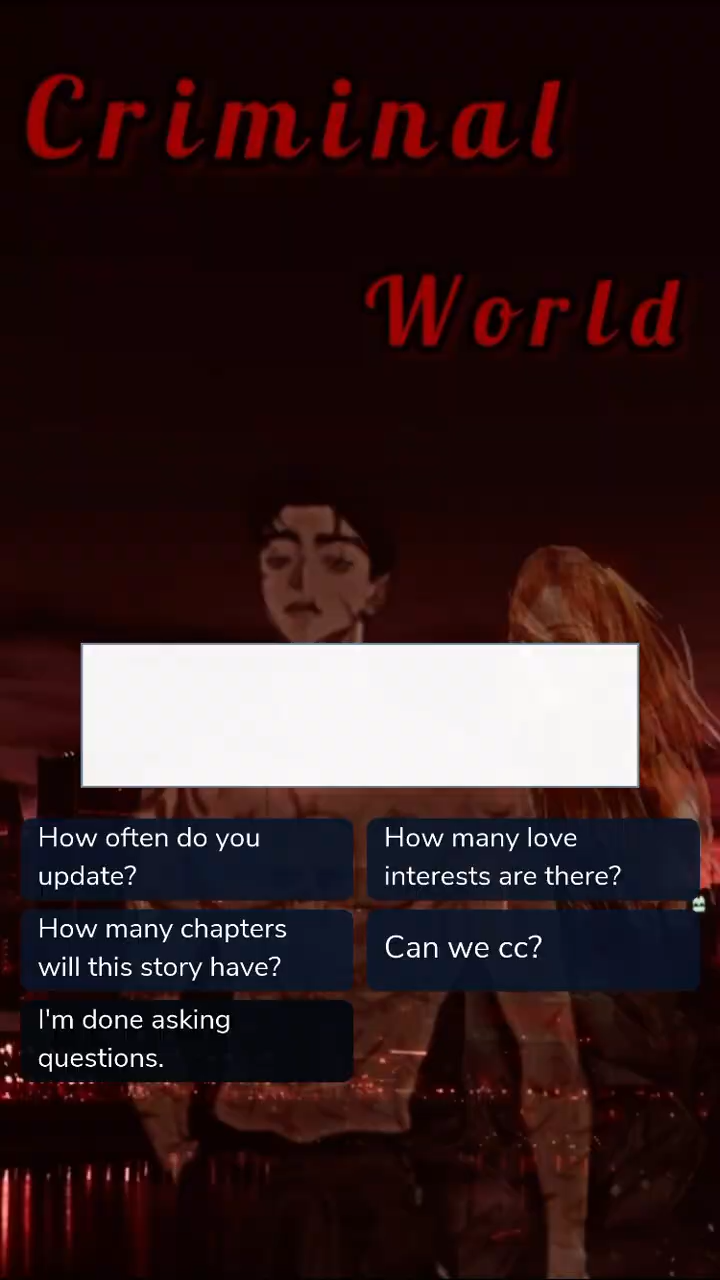 Criminal
World
How often do you
update?
How many love
interests are there?
How many chapters
will this story have?
Can we cc?
I'm done asking
questions.